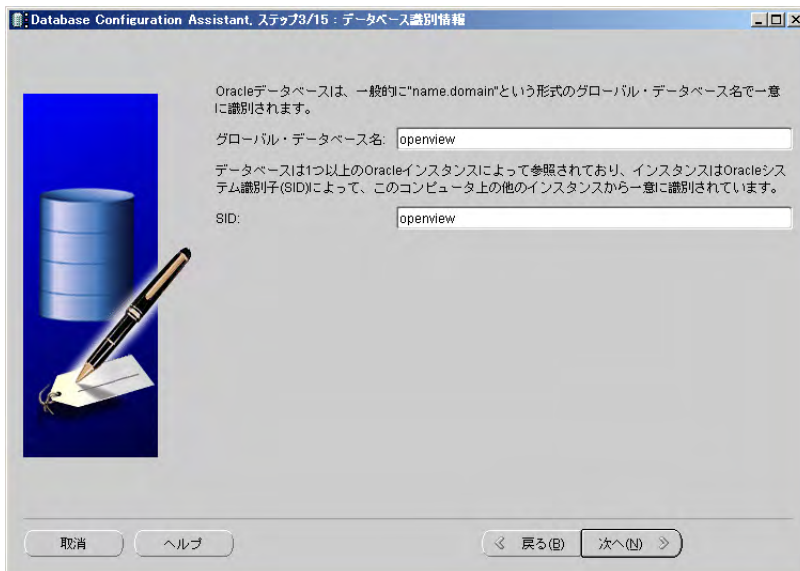 Database Configuration Assistant, ステップ3/15 : データベース識別情報
Oracleデータベースは、一般的に"name.domain"という形式のグローバル・データベース名で一意
に識別されます。
グローバル・データベース名: openview
データベースは1つ以上のOracleインスタンスによって参照されており、インスタンスはOracleシス
テム識別子(SID)によって、このコンピュータ上の他のインスタンスから一意に識別されています。
SID: openview
取消 ヘルプ 戻る(B) 次へ(N)